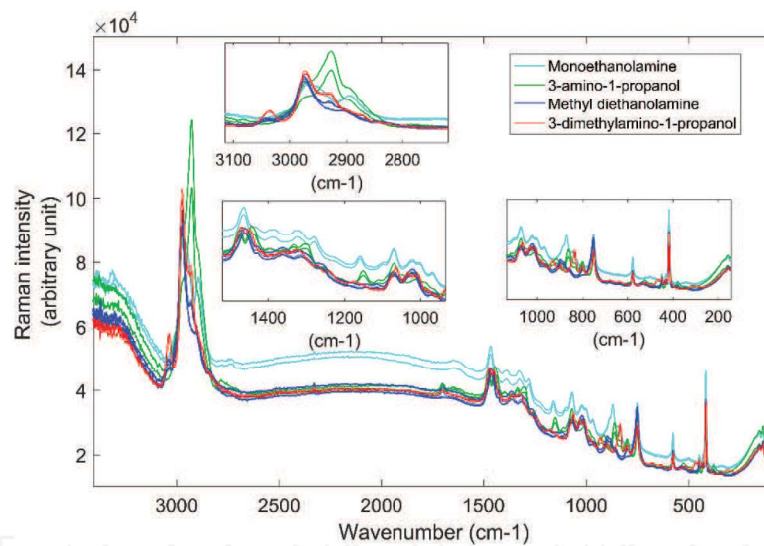 ×10⁴
14
12
10
8
6
4
2
Raman intensity
(arbitrary unit)
3100 3000 2900 2800
(cm-1)
Monoethanolamine
3-amino-1-propanol
Methyl diethanolamine
3-dimethylamino-1-propanol
1400 1200 1000
(cm-1)
1000 800 600 400 200
(cm-1)
3000 2500 2000 1500 1000 500
Wavenumber (cm-1)